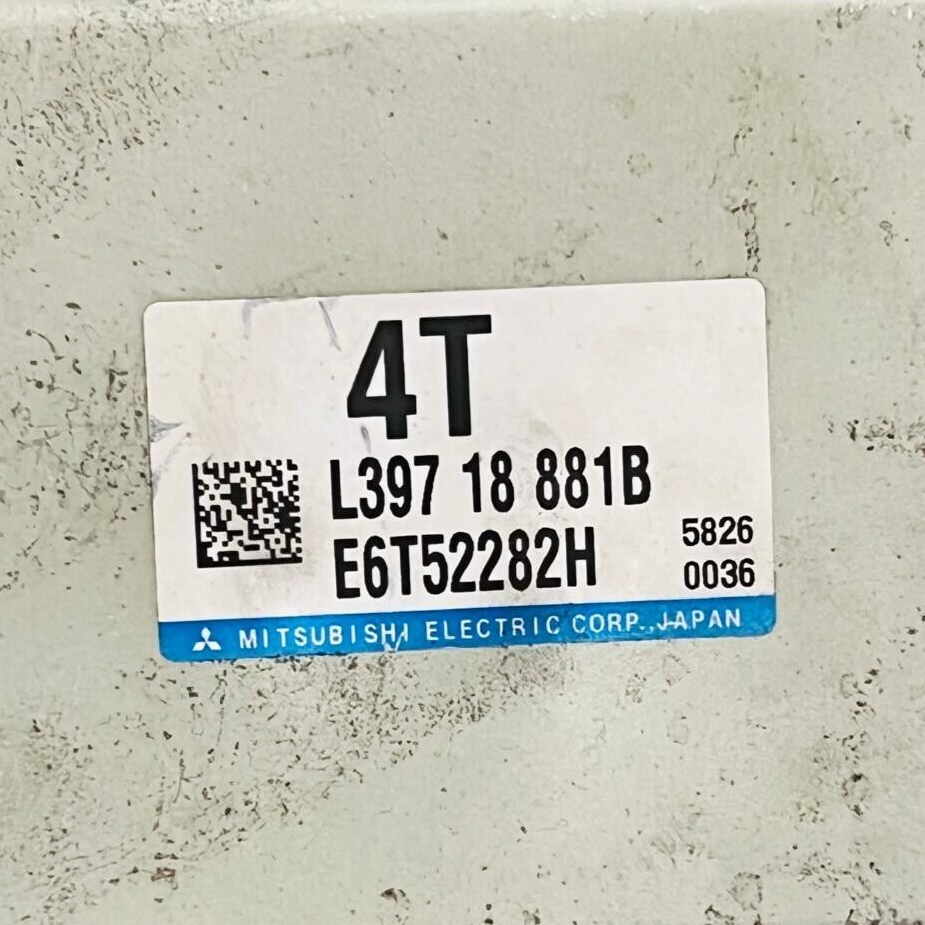 4T
L397 18 881B
E6T52282H
5826
0036
MITSUBISHI ELECTRIC CORP.,JAPAN